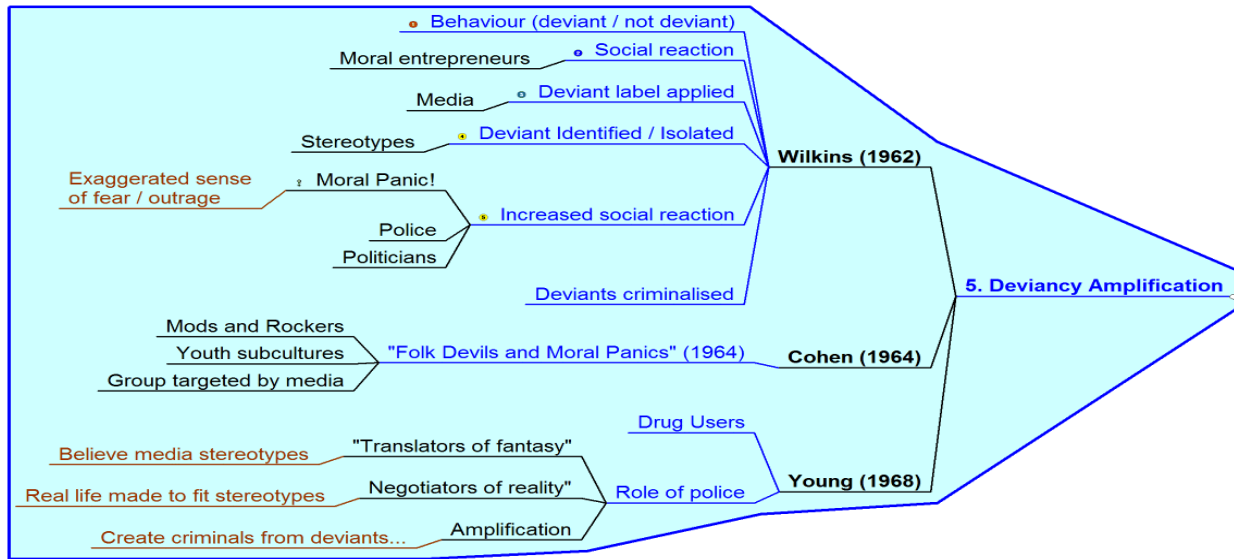 Behaviour (deviant / not deviant)
Social reaction
Moral entrepreneurs
Deviant label applied
Media
Deviant Identified / Isolated
Stereotypes
Wilkins (1962)
Moral Panic!
Exaggerated sense
of fear / outrage
Increased social reaction
Police
Politicians
Deviants criminalised
5. Deviancy Amplification
Mods and Rockers
Youth subcultures
Group targeted by media
"Folk Devils and Moral Panics" (1964)
Cohen (1964)
Drug Users
"Translators of fantasy"
Believe media stereotypes
Negotiators of reality"
Real life made to fit stereotypes
Role of police
Young (1968)
Amplification
Create criminals from deviants...